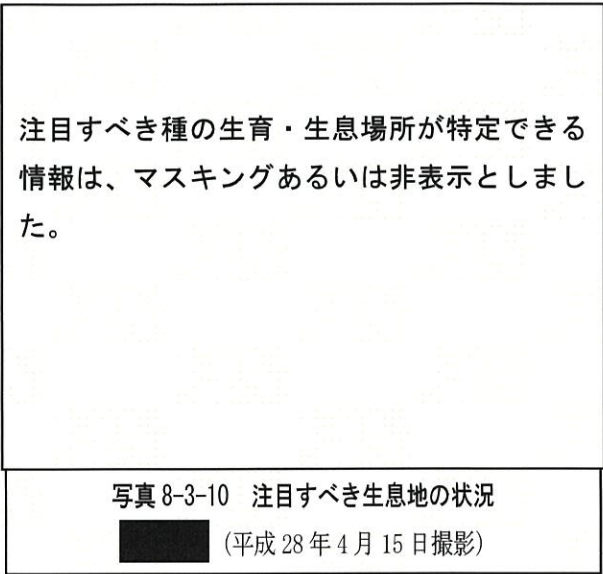 注目すべき種の生育・生息場所が特定できる
情報は、マスキングあるいは非表示としまし
た。
写真 8-3-10 注目すべき生息地の状況
(平成 28 年 4 月 15 日撮影)